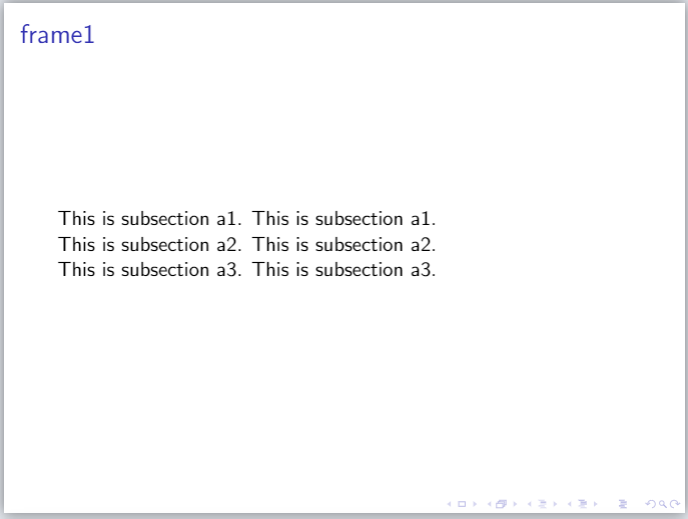 frame1
This is subsection a1. This is subsection a1.
This is subsection a2. This is subsection a2.
This is subsection a3. This is subsection a3.